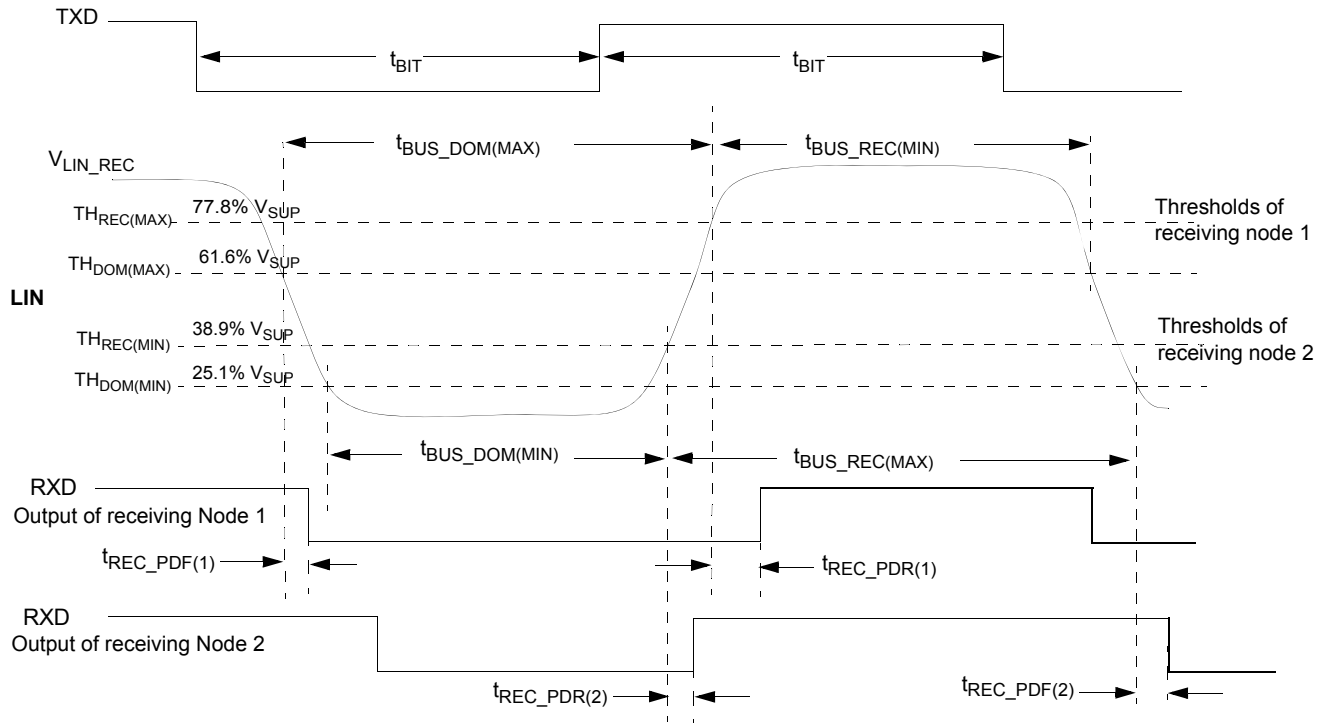 TXD
tBIT
tBIT
tBUS_DOM(MAX)
tBUS_REC(MIN)
VLIN_REC
THREC(MAX) 77.8% VSUP
Thresholds of
receiving node 1
THDOM(MAX) 61.6% VSUP
LIN
THREC(MIN) 38.9% VSUP
Thresholds of
receiving node 2
THDOM(MIN) 25.1% VSUP
tBUS_DOM(MIN)
tBUS_REC(MAX)
RXD
Output of receiving Node 1
tREC_PDF(1)
tREC_PDR(1)
RXD
Output of receiving Node 2
tREC_PDR(2)
tREC_PDF(2)